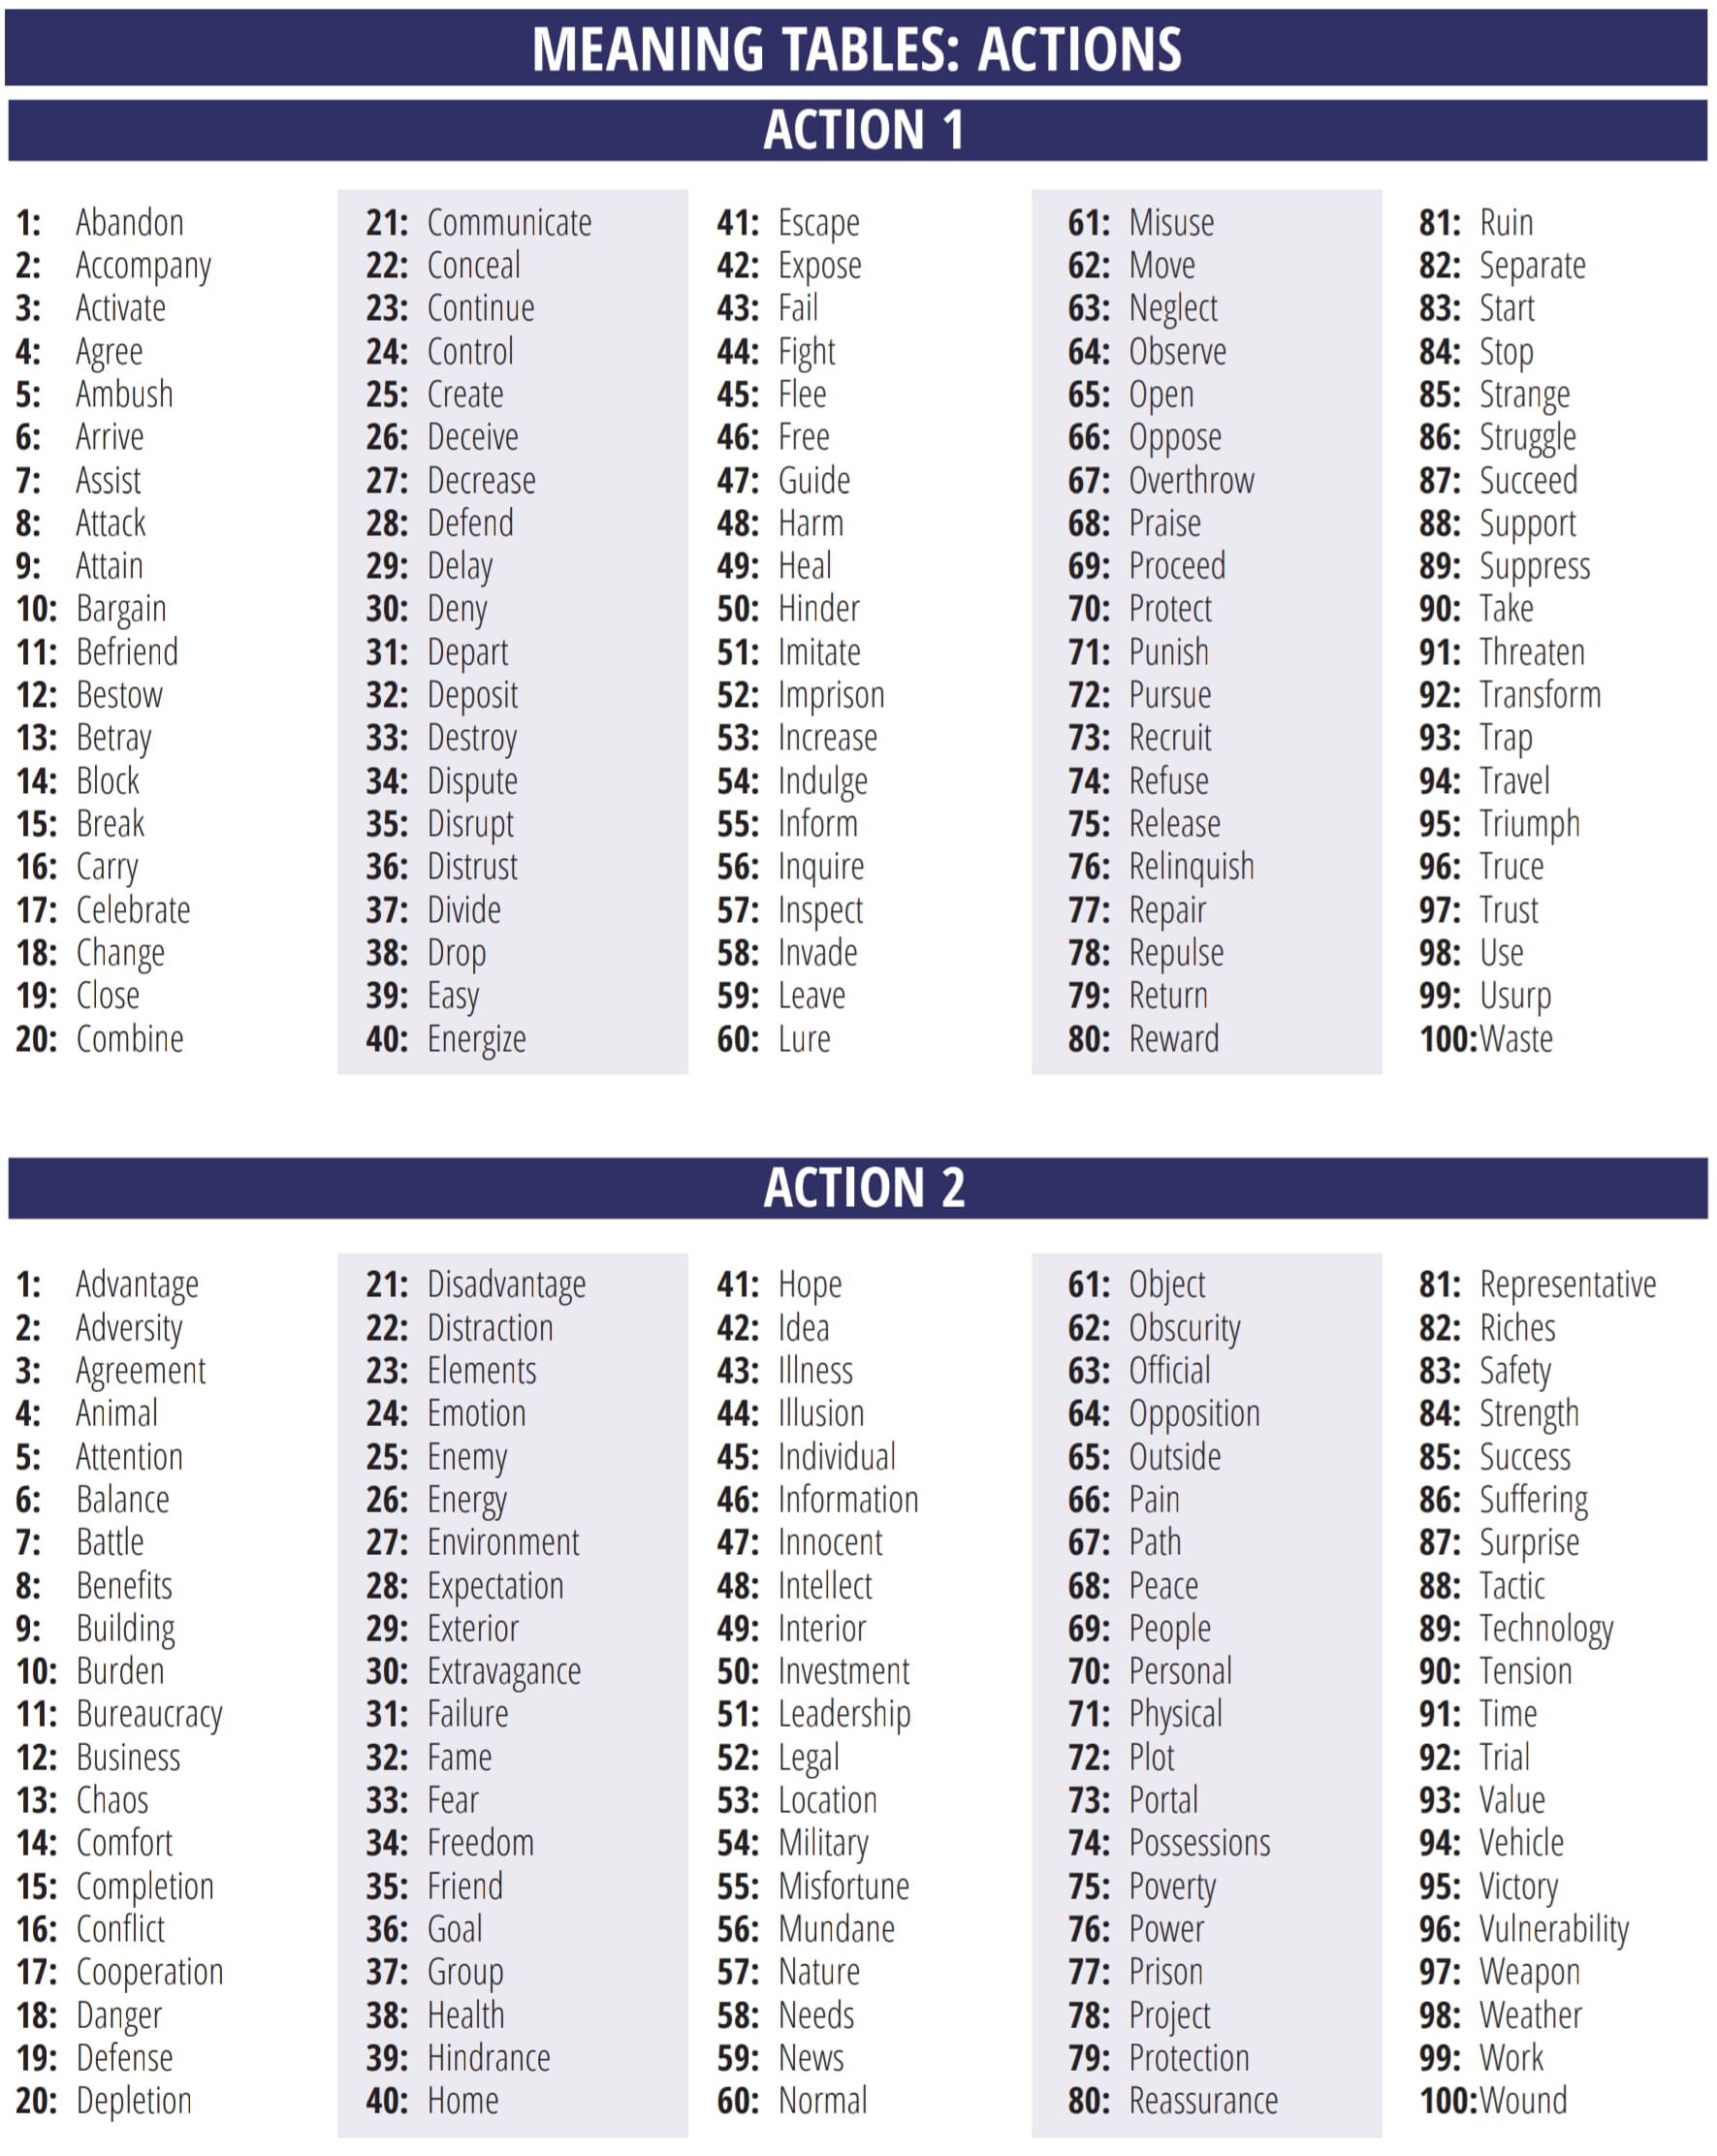 MEANING TABLES: ACTIONS
ACTION 1
1: Abandon
2: Accompany
3: Activate
4: Agree
5: Ambush
6: Arrive
7: Assist
8: Attack
9: Attain
10: Bargain
11: Befriend
12: Bestow
13: Betray
14: Block
15: Break
16: Carry
17: Celebrate
18: Change
19: Close
20: Combine
21: Communicate
22: Conceal
23: Continue
24: Control
25: Create
26: Deceive
27: Decrease
28: Defend
29: Delay
30: Deny
31: Depart
32: Deposit
33: Destroy
34: Dispute
35: Disrupt
36: Distrust
37: Divide
38: Drop
39: Easy
40: Energize
41: Escape
42: Expose
43: Fail
44: Fight
45: Flee
46: Free
47: Guide
48: Harm
49: Heal
50: Hinder
51: Imitate
52: Imprison
53: Increase
54: Indulge
55: Inform
56: Inquire
57: Inspect
58: Invade
59: Leave
60: Lure
61: Misuse
62: Move
63: Neglect
64: Observe
65: Open
66: Oppose
67: Overthrow
68: Praise
69: Proceed
70: Protect
71: Punish
72: Pursue
73: Recruit
74: Refuse
75: Release
76: Relinquish
77: Repair
78: Repulse
79: Return
80: Reward
81: Ruin
82: Separate
83: Start
84: Stop
85: Strange
86: Struggle
87: Succeed
88: Support
89: Suppress
90: Take
91: Threaten
92: Transform
93: Trap
94: Travel
95: Triumph
96: Truce
97: Trust
98: Use
99: Usurp
100:Waste
ACTION 2
1: Advantage
2: Adversity
3: Agreement
4: Animal
5: Attention
6: Balance
7: Battle
8: Benefits
9: Building
10: Burden
11: Bureaucracy
12: Business
13: Chaos
14: Comfort
15: Completion
16: Conflict
17: Cooperation
18: Danger
19: Defense
20: Depletion
21: Disadvantage
22: Distraction
23: Elements
24: Emotion
25: Enemy
26: Energy
27: Environment
28: Expectation
29: Exterior
30: Extravagance
31: Failure
32: Fame
33: Fear
34: Freedom
35: Friend
36: Goal
37: Group
38: Health
39: Hindrance
40: Home
41: Hope
42: Idea
43: Illness
44: Illusion
45: Individual
46: Information
47: Innocent
48: Intellect
49: Interior
50: Investment
51: Leadership
52: Legal
53: Location
54: Military
55: Misfortune
56: Mundane
57: Nature
58: Needs
59: News
60: Normal
61: Object
62: Obscurity
63: Official
64: Opposition
65: Outside
66: Pain
67: Path
68: Peace
69: People
70: Personal
71: Physical
72: Plot
73: Portal
74: Possessions
75: Poverty
76: Power
77: Prison
78: Project
79: Protection
80: Reassurance
81: Representative
82: Riches
83: Safety
84: Strength
85: Success
86: Suffering
87: Surprise
88: Tactic
89: Technology
90: Tension
91: Time
92: Trial
93: Value
94: Vehicle
95: Victory
96: Vulnerability
97: Weapon
98: Weather
99: Work
100:Wound